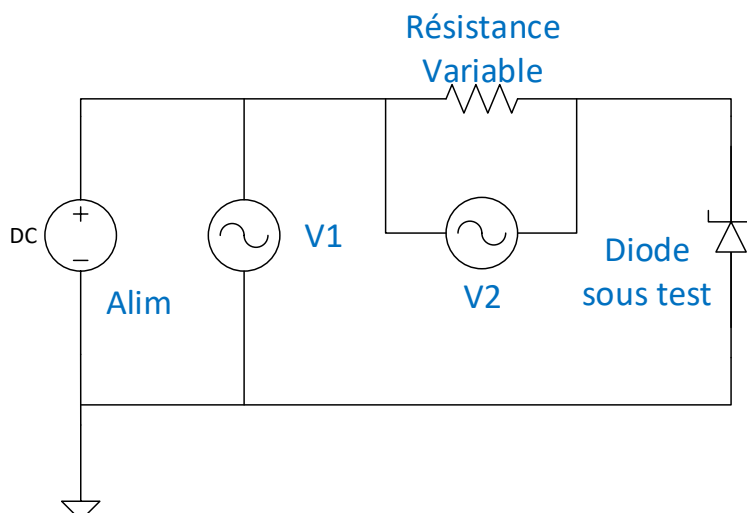 Résistance
Variable
DC
+
−
Alim
V1
V2
Diode
sous test